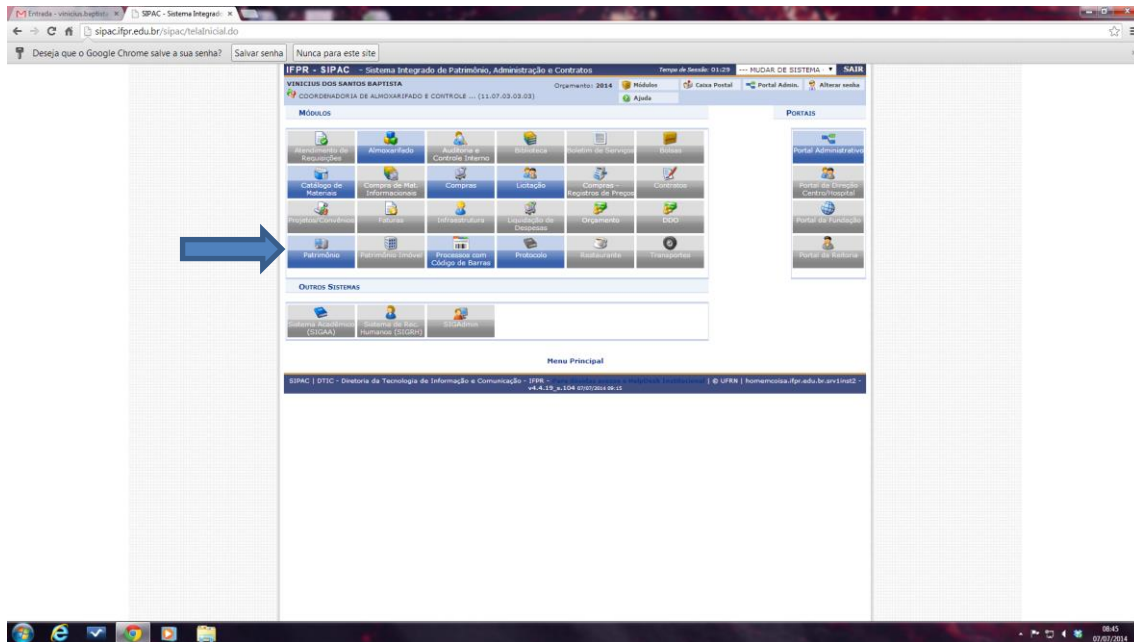 Entrada - vinicius.baptista
SIPAC - Sistema Integrado
sipac.ifpr.edu.br/sipac/telaInicial.do
Deseja que o Google Chrome salve a sua senha? Salvar senha Nunca para este site
IFPR - SIPAC - Sistema Integrado de Patrimônio, Administração e Contratos Tempo de Sessão: 01:29 --- MUDAR DE SISTEMA - SAIR
VINICIUS DOS SANTOS BAPTISTA Orçamento: 2014 Módulos Caixa Postal Portal Admin. Alterar senha
COORDENADORIA DE ALMOXARIFADO E CONTROLE ... (11.07.03.03.03) Ajuda
MÓDULOS PORTAIS
Atendimento de Requisições
Almoxarifado
Auditoria e Controle Interno
Biblioteca
Boletim de Serviços
Bolsas
Portal Administrativo
Catálogo de Materiais
Compra de Mat. Informacionais
Compras
Licitação
Compras - Registros de Preços
Contratos
Portal da Direção Centro/Hospital
Projetos/Convênios
Faturas
Infraestrutura
Liquidação de Despesas
Orçamento
DDO
Portal da Fundação
Patrimônio
Patrimônio Imóvel
Processos com Código de Barras
Protocolo
Restaurante
Transportes
Portal da Reitoria
OUTROS SISTEMAS
Sistema Acadêmico (SIGAA)
Sistema de Rec. Humanos (SIGRH)
SIGAdmin
Menu Principal
SIPAC | DTIC - Diretoria da Tecnologia de Informação e Comunicação - IFPR - | © UFRN | homemcoisa.ifpr.edu.br.srv1inst2 -
v4.4.19_s.104 07/07/2014 09:15
08:45
07/07/2014